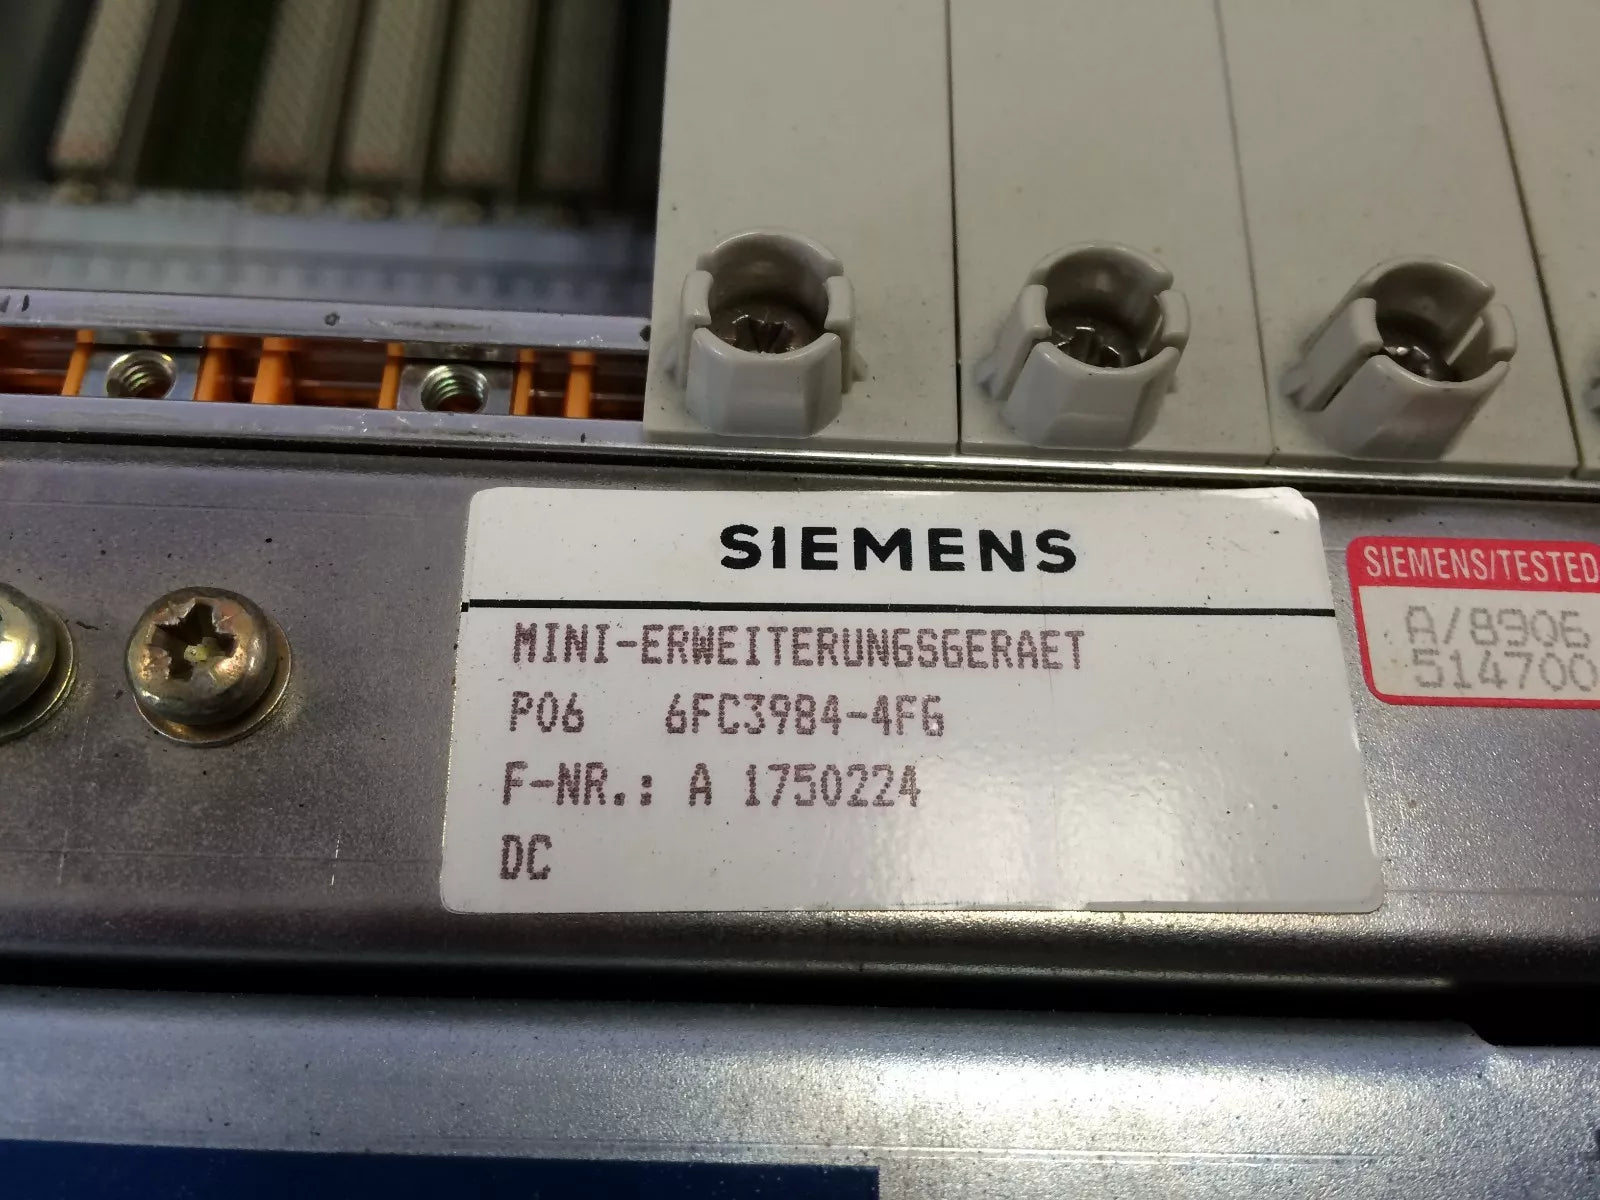 SIEMENS
MINI-ERWEITERUNGSGERAET
P06 6FC3984-4FG
F-NR.: A 1750224
DC
SIEMENS/TESTED
A/8906
514700